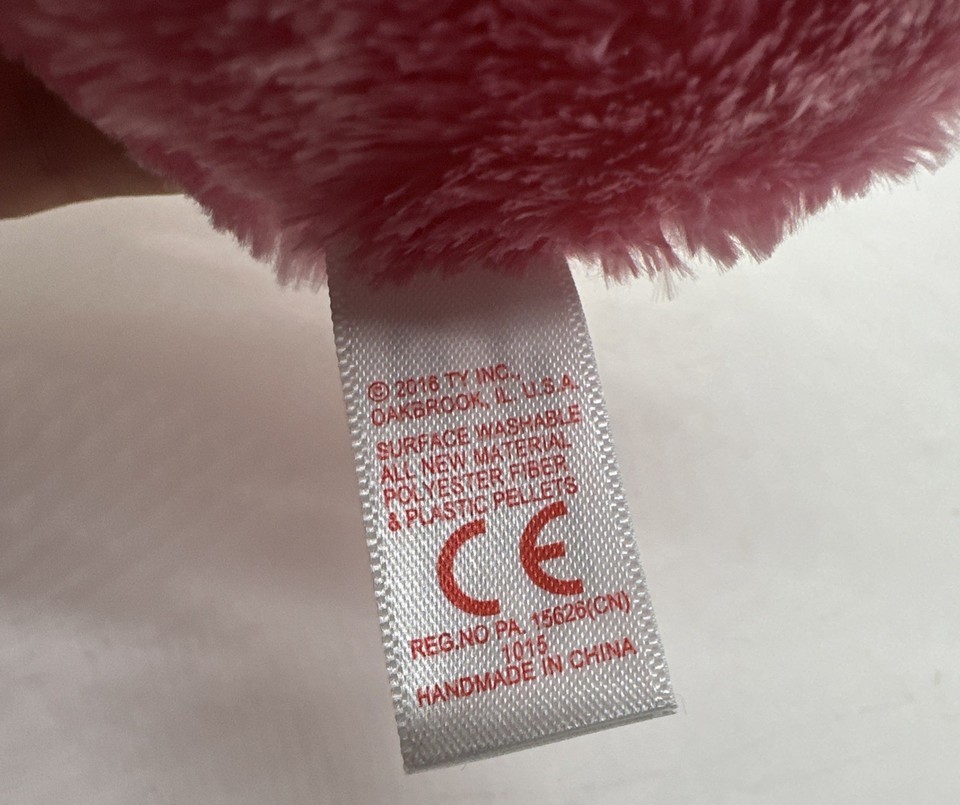 © 2016 TY INC.,
OAKBROOK, IL, U.S.A.
SURFACE WASHABLE
ALL NEW MATERIAL
POLYESTER FIBER
& PLASTIC PELLETS
CE
REG.NO PA. 15626(CN)
1015
HANDMADE IN CHINA